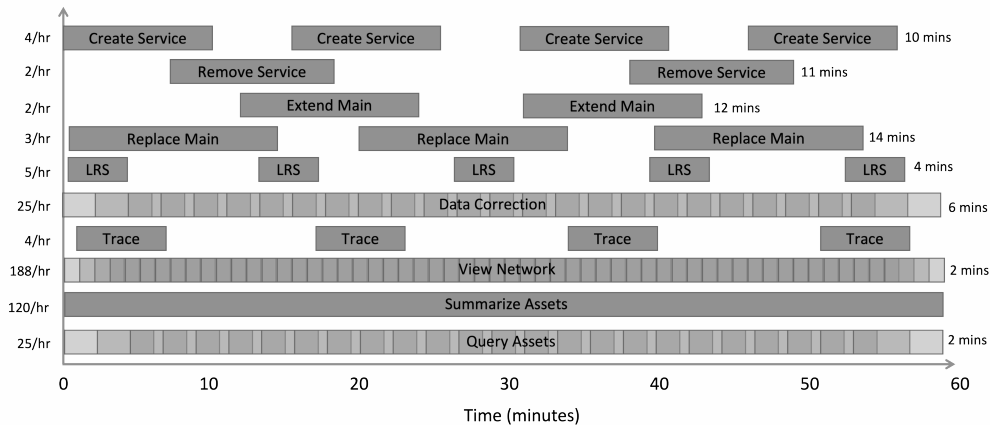 4/hr Create Service Create Service Create Service Create Service 10 mins
2/hr Remove Service Remove Service 11 mins
2/hr Extend Main Extend Main 12 mins
3/hr Replace Main Replace Main Replace Main 14 mins
5/hr LRS LRS LRS LRS LRS 4 mins
25/hr Data Correction 6 mins
4/hr Trace Trace Trace Trace
188/hr View Network 2 mins
120/hr Summarize Assets
25/hr Query Assets 2 mins
0 10 20 30 40 50 60
Time (minutes)